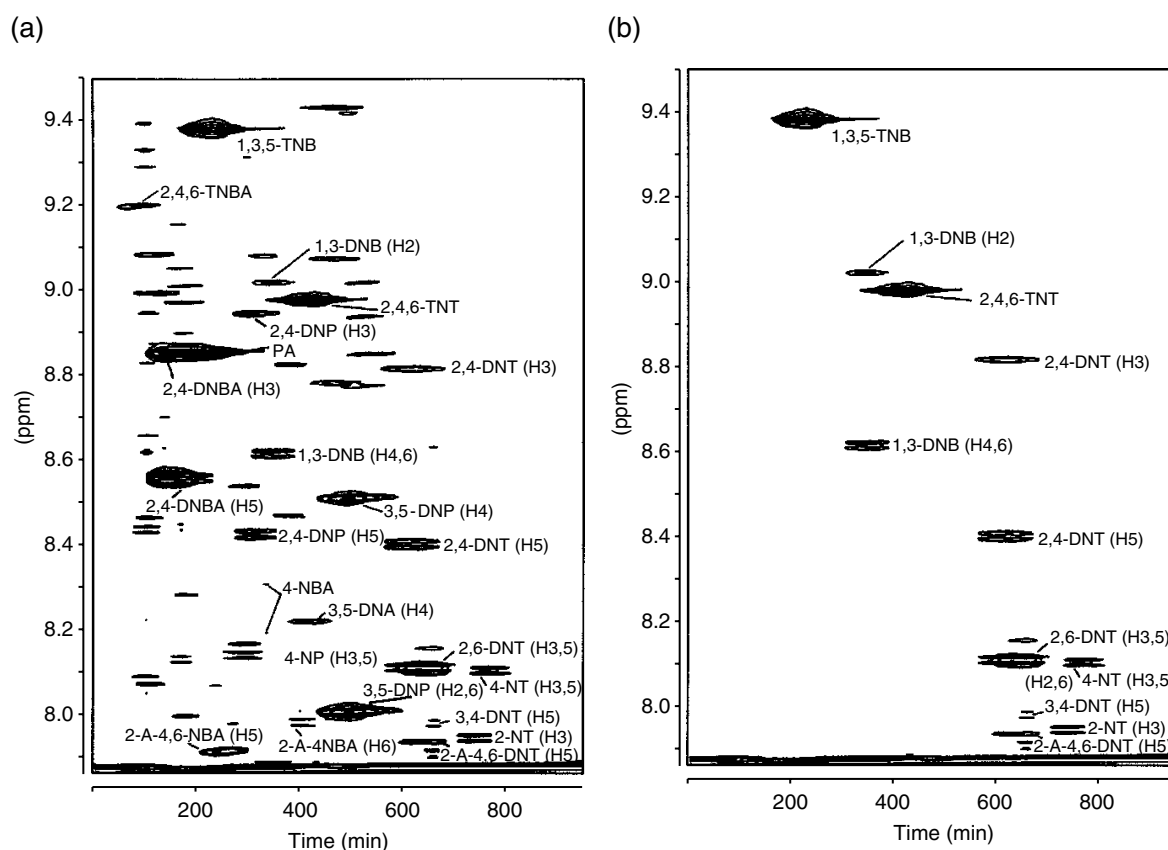 (a)
9.4
9.2
9.0
8.8
8.6
8.4
8.2
8.0
(ppm)
1,3,5-TNB
2,4,6-TNBA
1,3-DNB (H2)
2,4,6-TNT
2,4-DNP (H3)
PA
2,4-DNT (H3)
2,4-DNBA (H3)
1,3-DNB (H4,6)
2,4-DNBA (H5)
3,5-DNP (H4)
2,4-DNP (H5)
2,4-DNT (H5)
4-NBA
3,5-DNA (H4)
2,6-DNT (H3,5)
4-NP (H3,5)
4-NT (H3,5)
3,5-DNP (H2,6)
3,4-DNT (H5)
2-NT (H3)
2-A-4,6-NBA (H5)
2-A-4NBA (H6)
2-A-4,6-DNT (H5)
200
400
600
800
Time (min)
(b)
9.4
9.2
9.0
8.8
8.6
8.4
8.2
8.0
(ppm)
1,3,5-TNB
1,3-DNB (H2)
2,4,6-TNT
2,4-DNT (H3)
1,3-DNB (H4,6)
2,4-DNT (H5)
2,6-DNT (H3,5)
(H2,6)
4-NT (H3,5)
3,4-DNT (H5)
2-NT (H3)
2-A-4,6-DNT (H5)
200
400
600
800
Time (min)